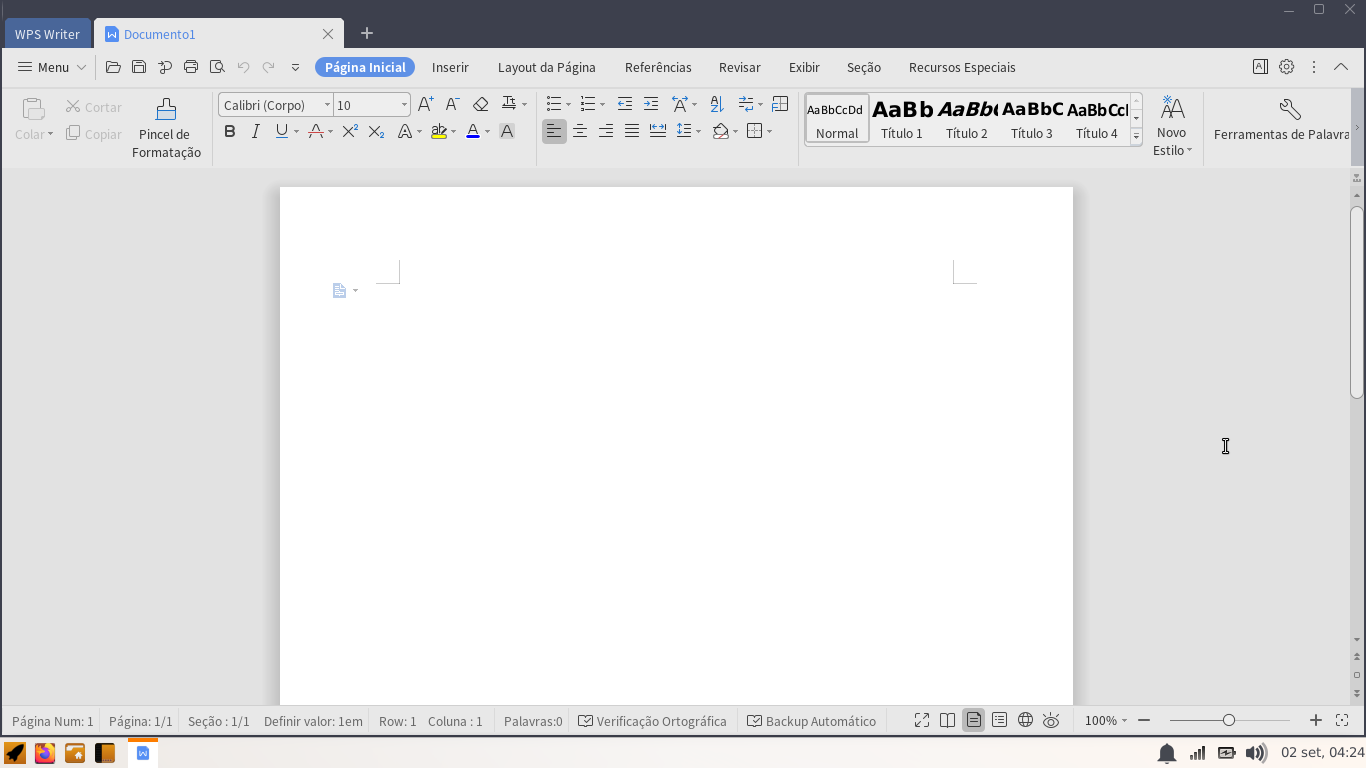 WPS Writer
Documento1
Menu
Página Inicial
Inserir
Layout da Página
Referências
Revisar
Exibir
Seção
Recursos Especiais
Colar
Cortar
Copiar
Pincel de
Formatação
Calibri (Corpo)
10
AaBbCcDd
Normal
AaBb
Título 1
AaBb(
Título 2
AaBbC
Título 3
AaBbCcI
Título 4
Novo
Estilo
Ferramentas de Palavra
Página Num: 1
Página: 1/1
Seção : 1/1
Definir valor: 1em
Row: 1
Coluna : 1
Palavras:0
Verificação Ortográfica
Backup Automático
100%
02 set, 04:24